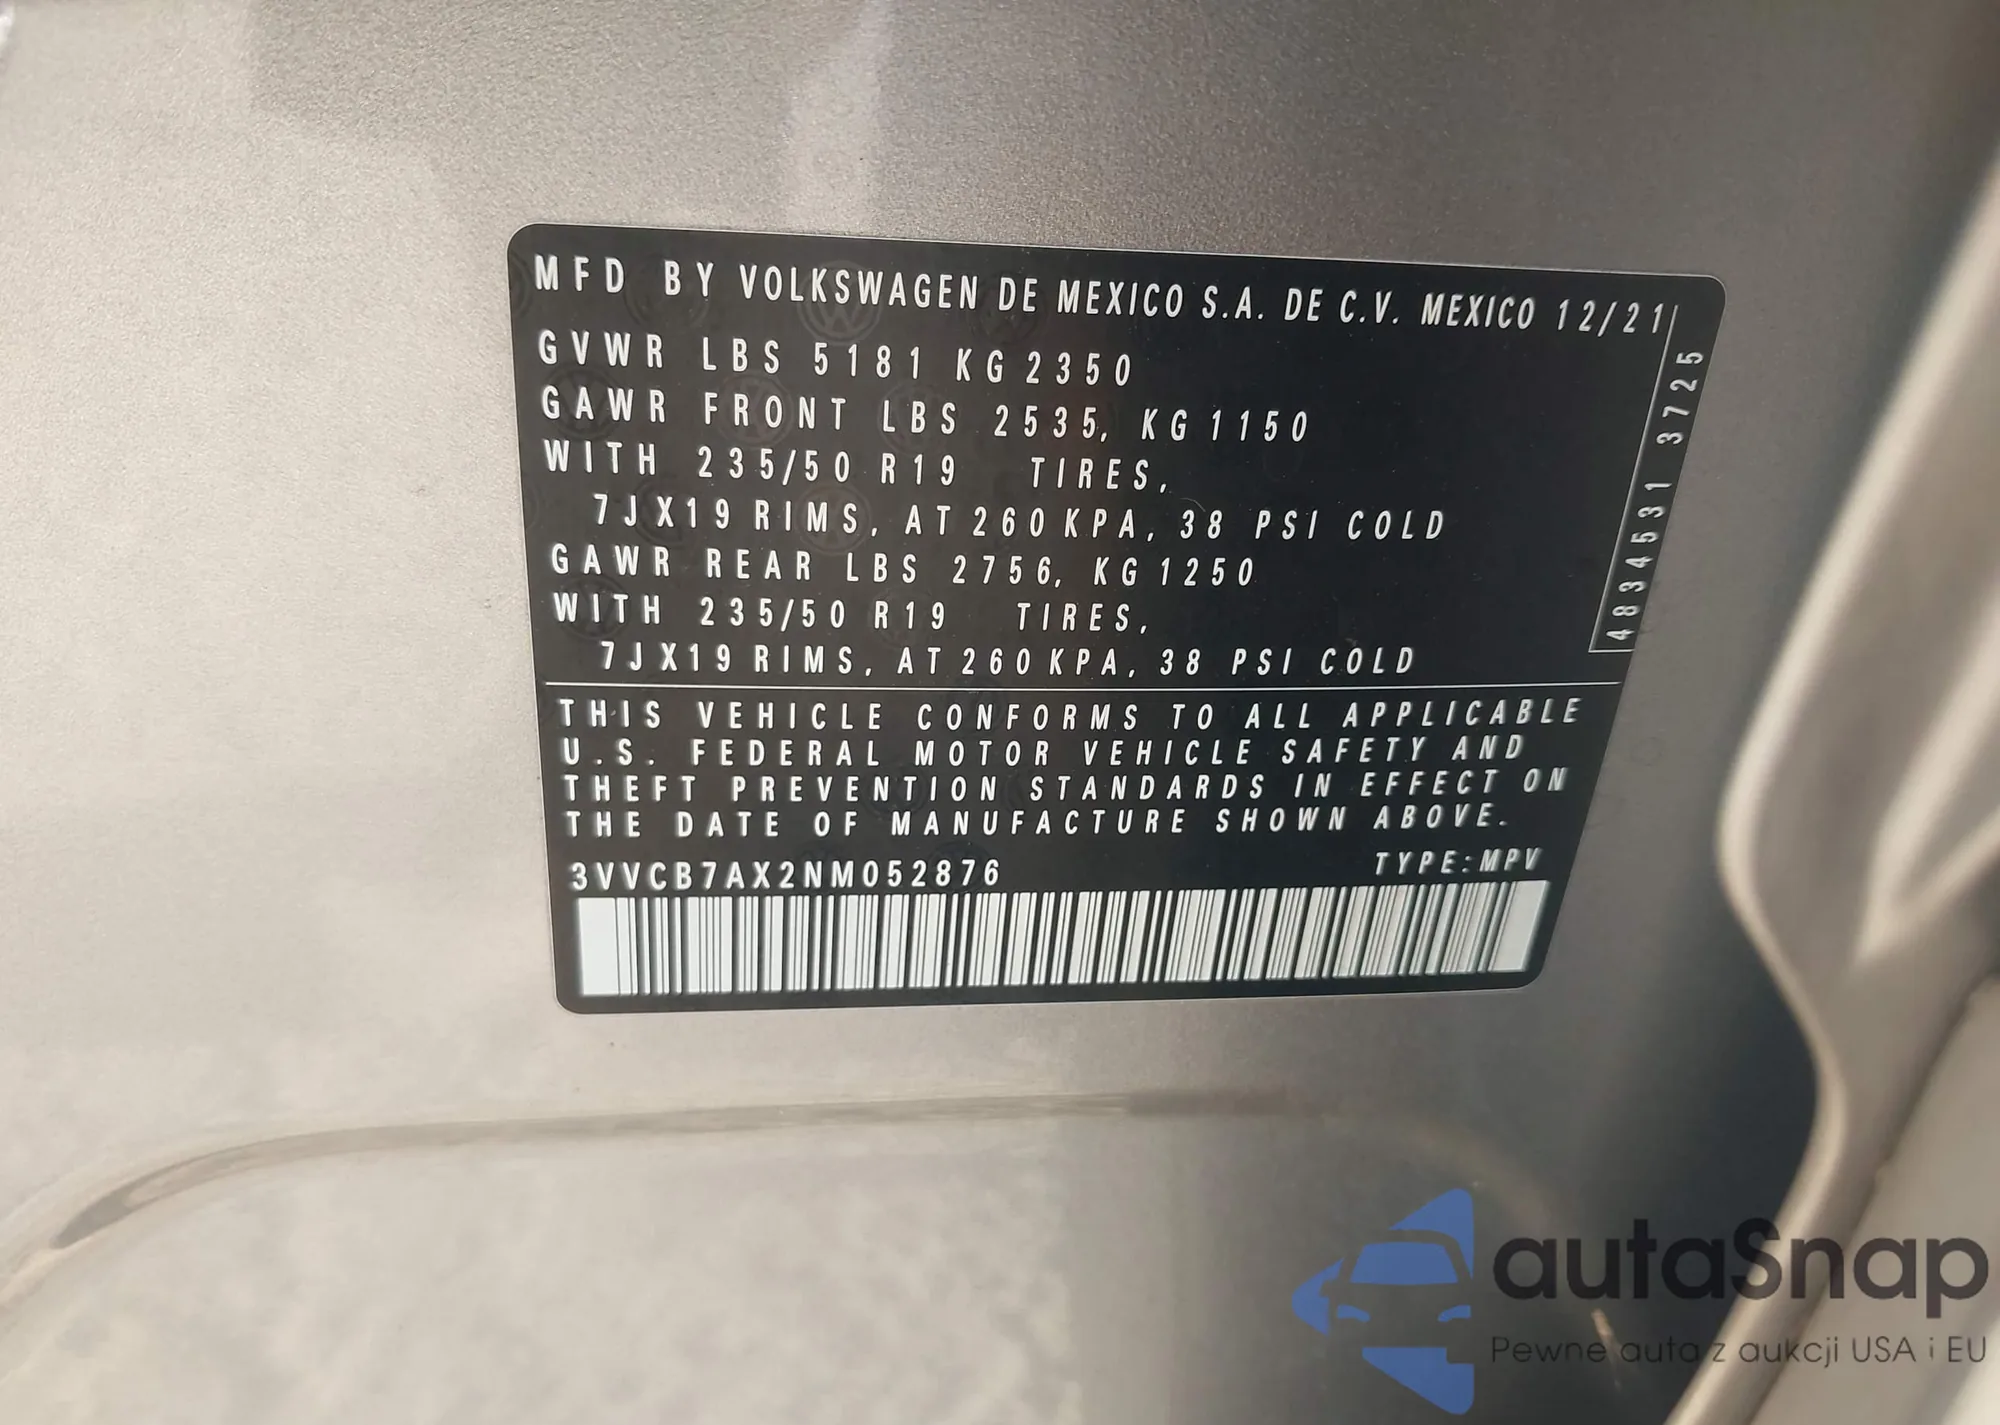 MFD BY VOLKSWAGEN DE MEXICO S.A. DE C.V. MEXICO 12/21
GVWR LBS 5181 KG 2350
GAWR FRONT LBS 2535, KG 1150
WITH 235/50 R19 TIRES,
7JX19 RIMS, AT 260 KPA, 38 PSI COLD
GAWR REAR LBS 2756, KG 1250
WITH 235/50 R19 TIRES,
7JX19 RIMS, AT 260 KPA, 38 PSI COLD
4834531 3725
THIS VEHICLE CONFORMS TO ALL APPLICABLE
U.S. FEDERAL MOTOR VEHICLE SAFETY AND
THEFT PREVENTION STANDARDS IN EFFECT ON
THE DATE OF MANUFACTURE SHOWN ABOVE.
3VVCB7AX2NM052876 TYPE: MPV
autaSnap
Pewne auta z aukcji USA i EU